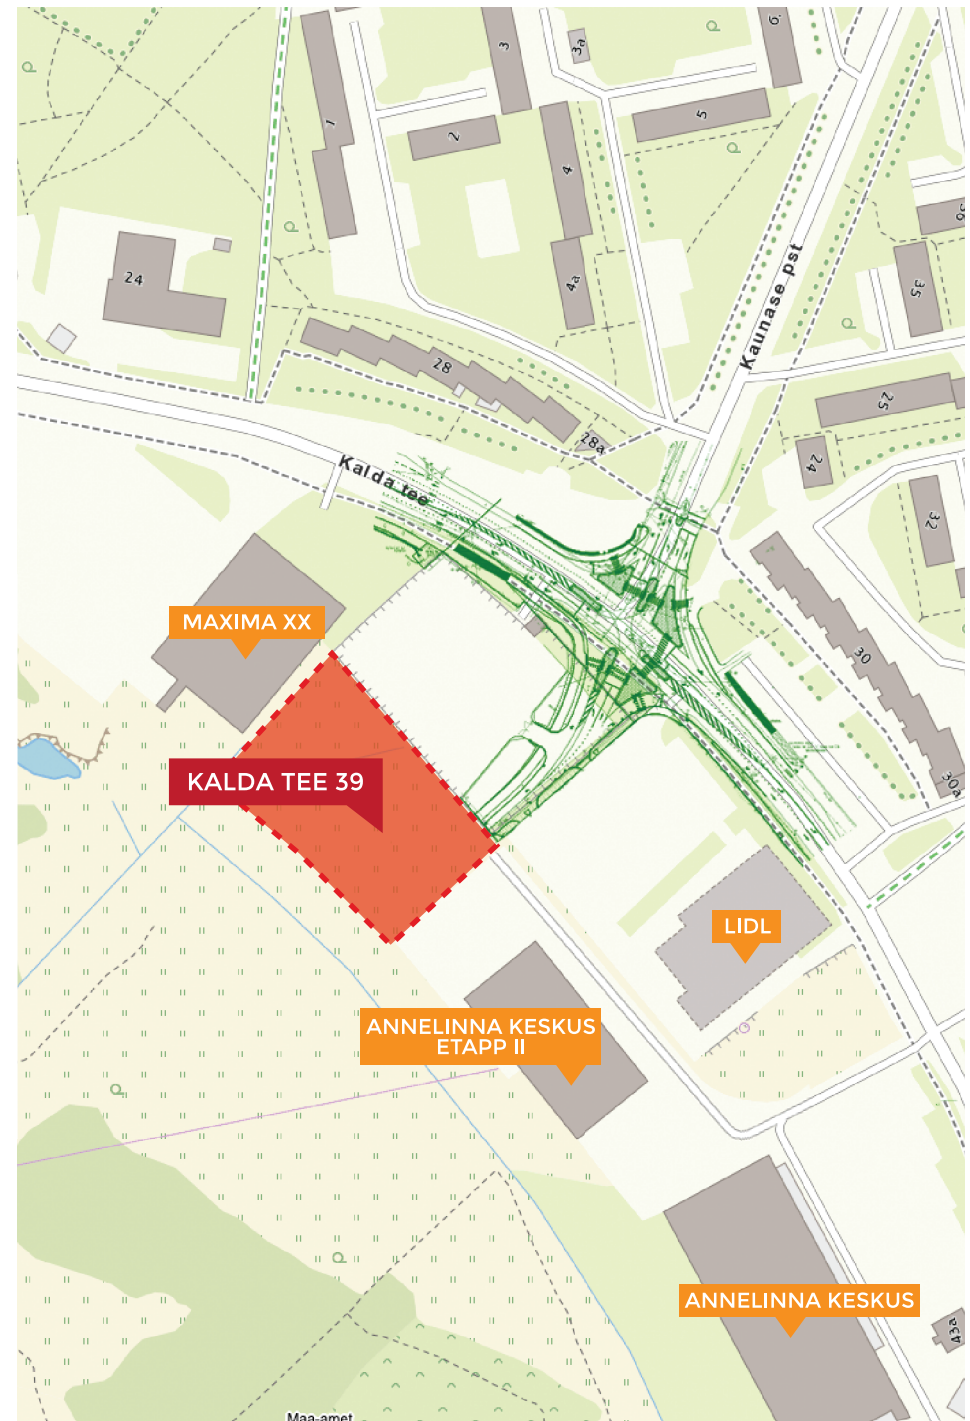 3
3a
6
1
2
4
5
36
24
4a
35
Kaunase pst
28
25
28a
24
Kalda tee
32
MAXIMA XX
30
KALDA TEE 39
30a
LIDL
ANNELINNA KESKUS
ETAPP II
ANNELINNA KESKUS
43a
Maa-amet